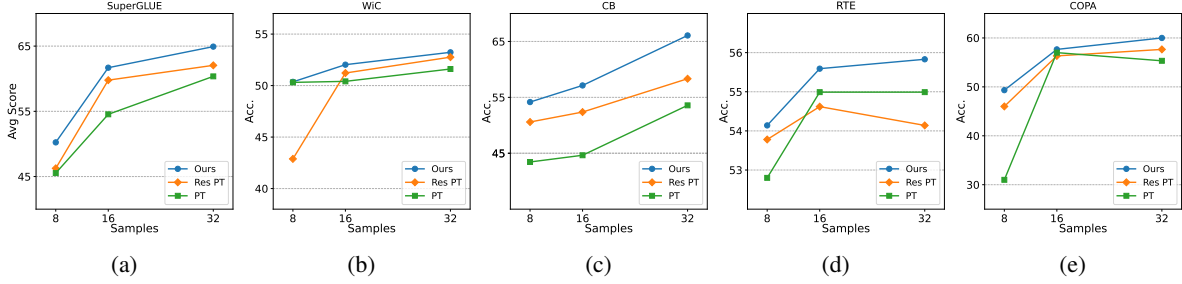 SuperGLUE
65
55
45
Avg Score
Ours
Res PT
PT
8
16
32
Samples
(a)
WiC
55
50
45
40
Acc.
Ours
Res PT
PT
8
16
32
Samples
(b)
CB
65
55
45
Acc.
Ours
Res PT
PT
8
16
32
Samples
(c)
RTE
56
55
54
53
Acc.
Ours
Res PT
PT
8
16
32
Samples
(d)
COPA
60
50
40
30
Acc.
Ours
Res PT
PT
8
16
32
Samples
(e)